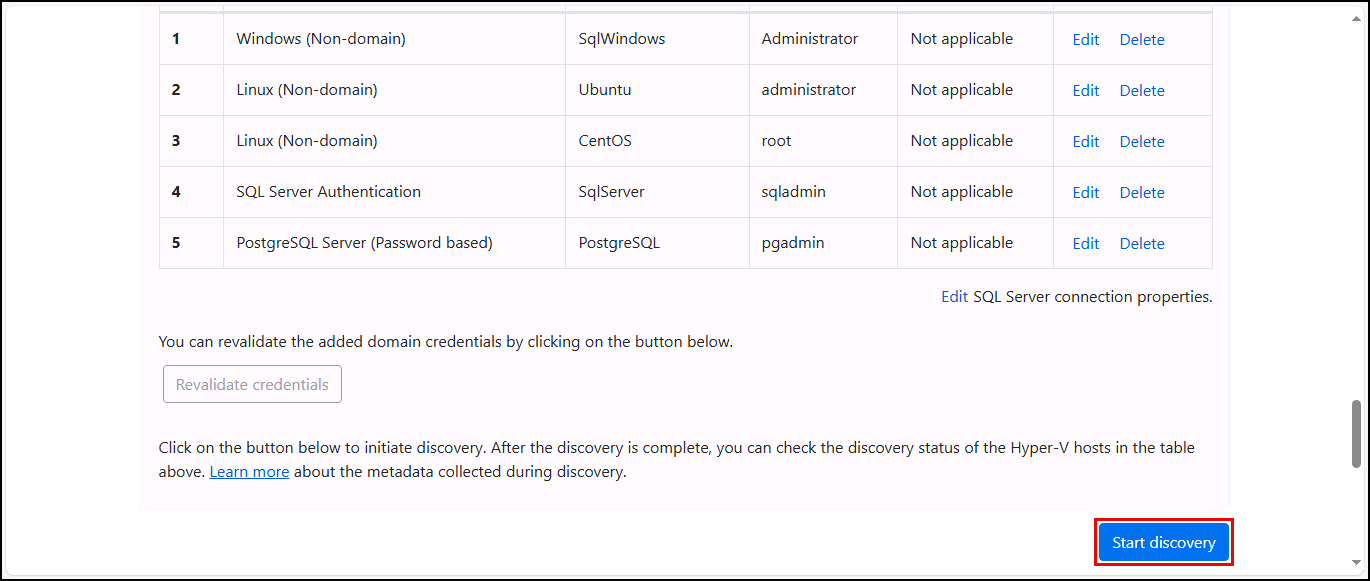 1 Windows (Non-domain) SqlWindows Administrator Not applicable Edit Delete
2 Linux (Non-domain) Ubuntu administrator Not applicable Edit Delete
3 Linux (Non-domain) CentOS root Not applicable Edit Delete
4 SQL Server Authentication SqlServer sqladmin Not applicable Edit Delete
5 PostgreSQL Server (Password based) PostgreSQL pgadmin Not applicable Edit Delete
Edit SQL Server connection properties.
You can revalidate the added domain credentials by clicking on the button below.
Revalidate credentials
Click on the button below to initiate discovery. After the discovery is complete, you can check the discovery status of the Hyper-V hosts in the table
above. Learn more about the metadata collected during discovery.
Start discovery